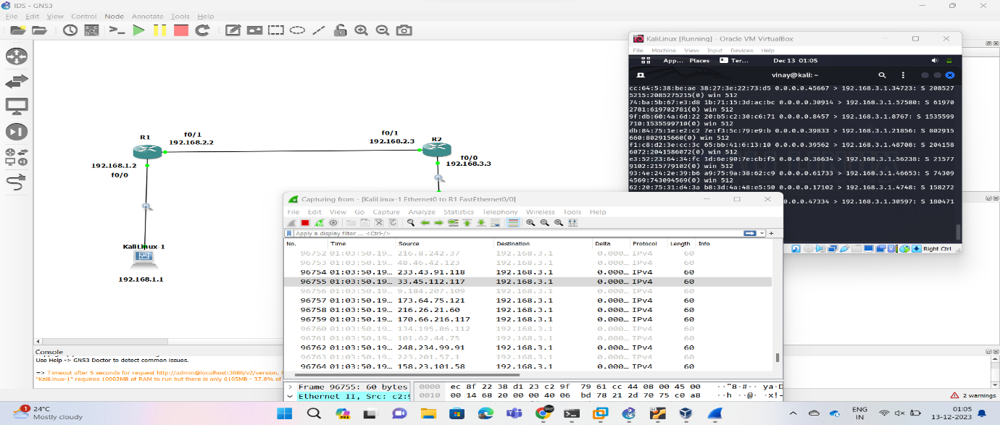 IDS - GNS3
File Edit View Control Node Annotate Tools Help
R1
f0/1
192.168.2.2
192.168.1.2
f0/0
f0/1
192.168.2.3
R2
f0/0
192.168.3.3
KaliLinux-1
192.168.1.1
KaliLinux [Running] - Oracle VM VirtualBox
File Machine View Input Devices Help
App... Places Ter... Dec 13 01:05
vinay@kali: ~
cc:64:5:38:be:ae 38:27:3e:22:73:d5 0.0.0.0.45667 > 192.168.3.1.34723: S 208527
5215:2085275215(0) win 512
74:ba:5b:67:e3:d8 1b:71:15:3d:ac:bc 0.0.0.0.30914 > 192.168.3.1.57580: S 61970
2781:619702781(0) win 512
9f:db:60:4a:6d:22 20:b5:c2:30:c6:71 0.0.0.0.8457 > 192.168.3.1.8767: S 1535599
710:1535599710(0) win 512
db:84:75:1e:e2:c2 7e:f3:5c:79:e9:b 0.0.0.0.39833 > 192.168.3.1.21856: S 802915
660:802915660(0) win 512
f1:c8:d2:3e:cc:3c 65:bb:41:6:13:10 0.0.0.0.39562 > 192.168.3.1.48708: S 204158
6072:2041586072(0) win 512
e3:52:23:64:34:fc 1d:6e:90:7e:cb:f5 0.0.0.0.36634 > 192.168.3.1.56238: S 21577
9102:215779102(0) win 512
93:4e:24:2e:39:b6 a9:75:9a:38:62:c9 0.0.0.0.61733 > 192.168.3.1.46653: S 74309
4569:743094569(0) win 512
62:20:75:31:d4:3a b8:3d:4a:48:e5:50 0.0.0.0.17102 > 192.168.3.1.4748: S 158272
.47334 > 192.168.3.1.30597: S 180471
Right Ctrl
Capturing from - [KaliLinux-1 Ethernet0 to R1 FastEthernet0/0]
File Edit View Go Capture Analyze Statistics Telephony Wireless Tools Help
Apply a display filter ... <Ctrl-/>
No. Time Source Destination Delta Protocol Length Info
96752 01:03:50.19... 216.8.242.37 192.168.3.1 0.000... IPv4 60
96753 01:03:50.19... 48.46.42.123 192.168.3.1 0.000... IPv4 60
96754 01:03:50.19... 233.43.91.118 192.168.3.1 0.000... IPv4 60
96755 01:03:50.19... 33.45.112.117 192.168.3.1 0.000... IPv4 60
96756 01:03:50.19... 9.184.207.109 192.168.3.1 0.000... IPv4 60
96757 01:03:50.19... 173.64.75.121 192.168.3.1 0.000... IPv4 60
96758 01:03:50.19... 216.26.21.60 192.168.3.1 0.000... IPv4 60
96759 01:03:50.19... 170.66.216.117 192.168.3.1 0.000... IPv4 60
96760 01:03:50.19... 134.195.86.112 192.168.3.1 0.000... IPv4 60
96761 01:03:50.19... 101.62.44.75 192.168.3.1 0.000... IPv4 60
96762 01:03:50.19... 248.234.99.91 192.168.3.1 0.000... IPv4 60
96763 01:03:50.19... 223.201.57.1 192.168.3.1 0.000... IPv4 60
96764 01:03:50.19... 158.23.101.58 192.168.3.1 0.000... IPv4 60
Frame 96755: 60 bytes
Ethernet II, Src: c2:9
0000 ec 8f 22 38 d1 23 c2 9f 79 61 cc 44 08 00 45 00 ··"8·#·· ya·D
0010 00 14 68 20 00 00 40 06 bd 78 21 2d 70 75 c0 a8 ··h ··@· ·x!-
Console
Use Help -> GNS3 Doctor to detect common issues.
=> Timeout after 5 seconds for request http://admin@localhost:3080/v2/version.
"KaliLinux-1" requires 10002MB of RAM to run but there is only 6105MB - 37.8% of
2 warnings
1
24°C
Mostly cloudy
ENG
IN
01:05
13-12-2023